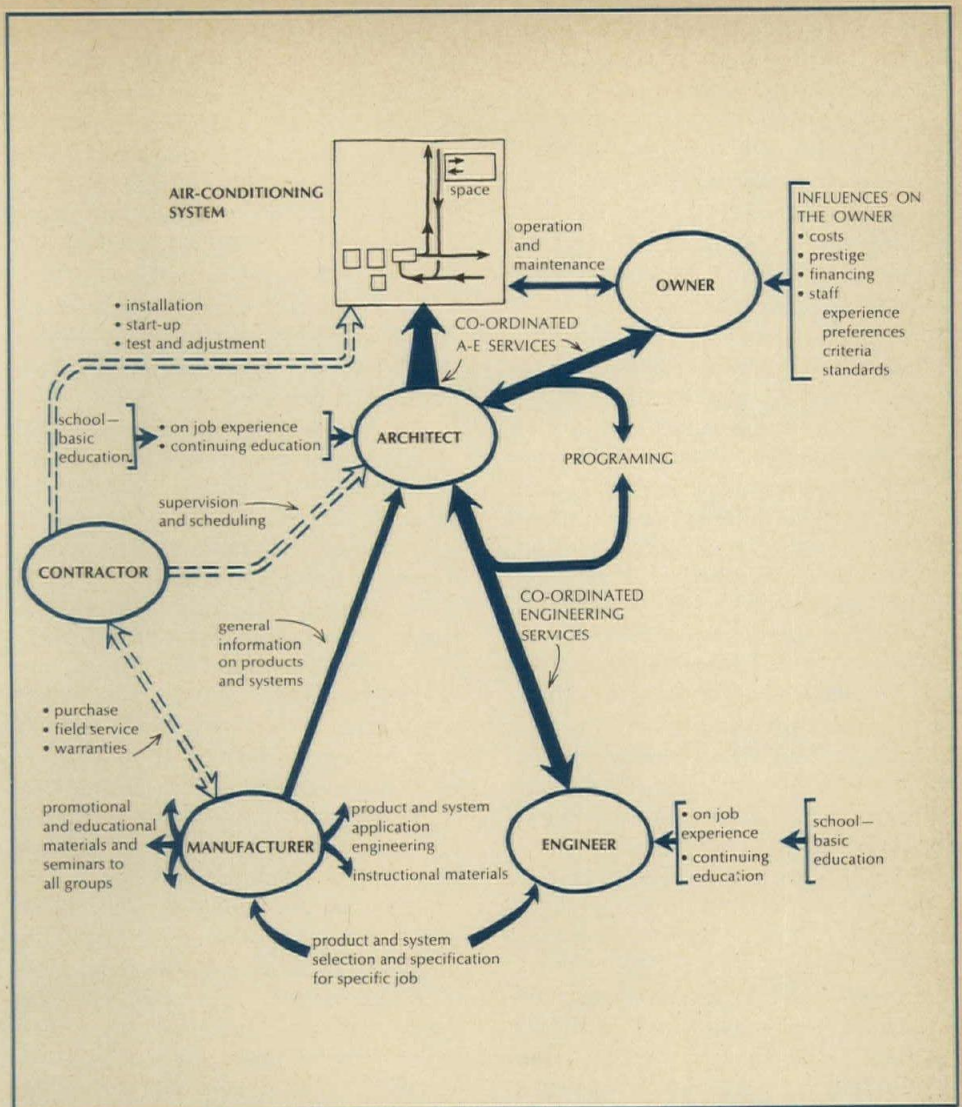 AIR-CONDITIONING
SYSTEM
space
operation
and
maintenance
OWNER
INFLUENCES ON
THE OWNER
• costs
• prestige
• financing
• staff
experience
preferences
criteria
standards
• installation
• start-up
• test and adjustment
CO-ORDINATED
A-E SERVICES
school—
basic
education
• on job experience
• continuing education
ARCHITECT
PROGRAMING
supervision
and scheduling
CONTRACTOR
general
information
on products
and systems
CO-ORDINATED
ENGINEERING
SERVICES
• purchase
• field service
• warranties
promotional
and educational
materials and
seminars to
all groups
MANUFACTURER
product and system
application
engineering
instructional materials
ENGINEER
• on job
experience
• continuing
education
school—
basic
education
product and system
selection and specification
for specific job